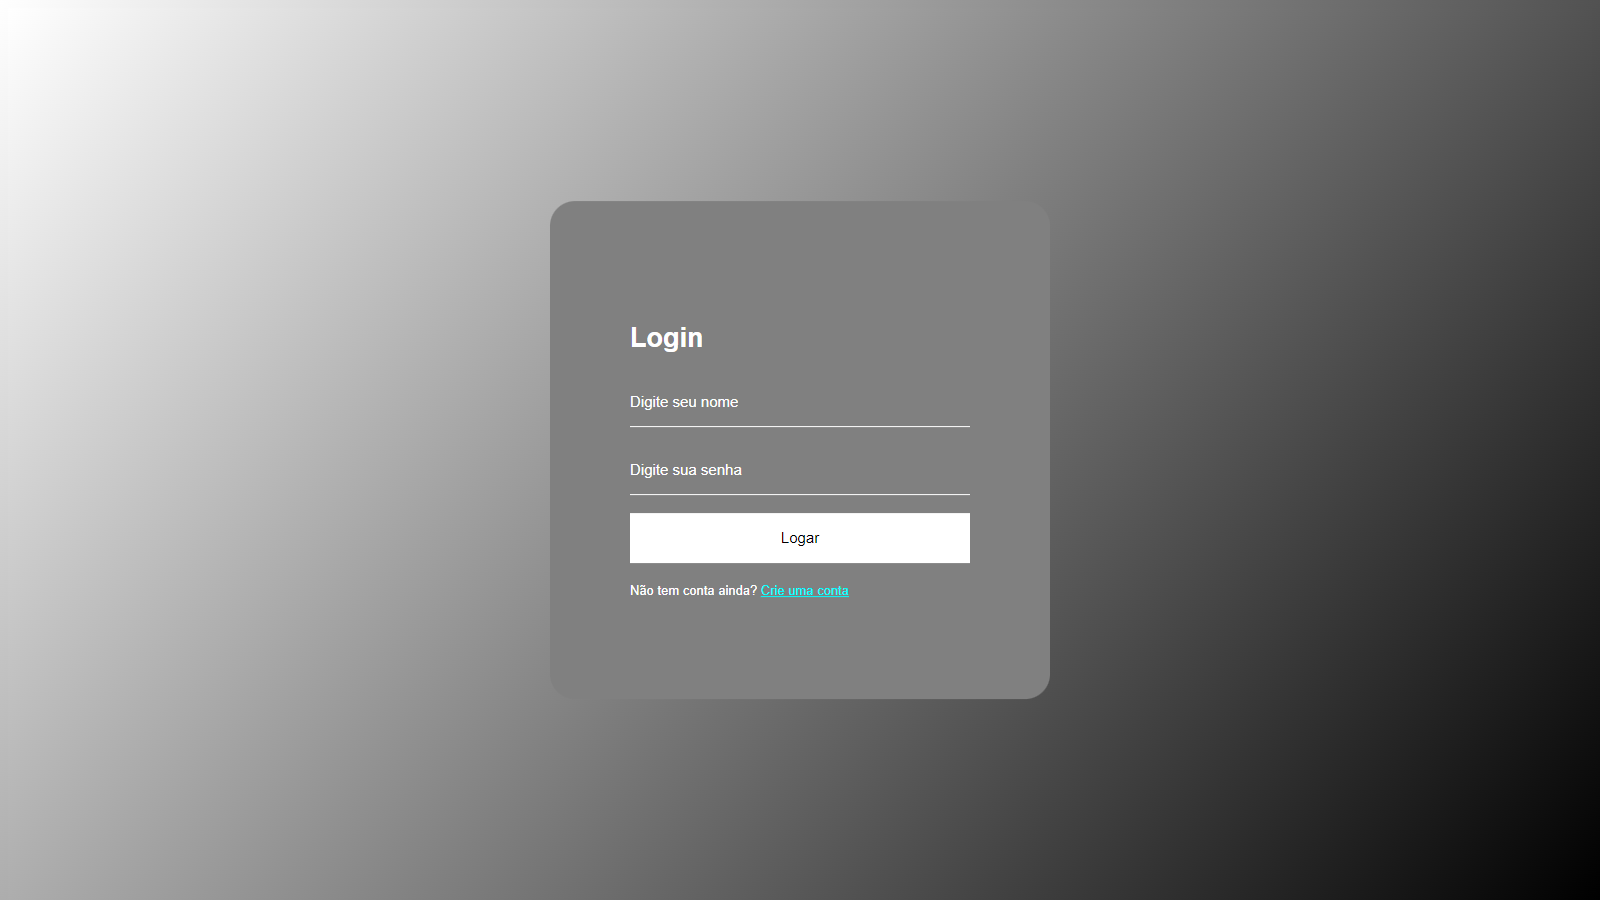 Login
Digite seu nome
Digite sua senha
Logar
Não tem conta ainda? Crie uma conta